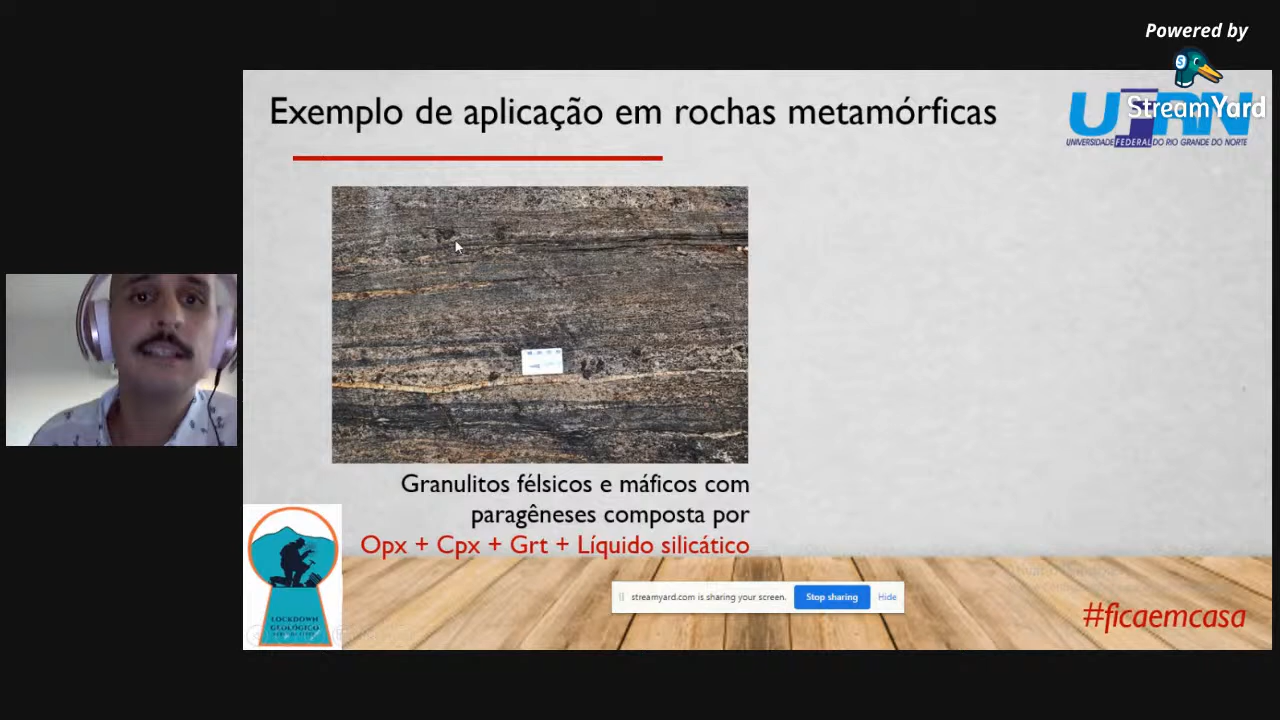 Powered by
StreamYard
Exemplo de aplicação em rochas metamórficas
UNIVERSIDADE FEDERAL DO RIO GRANDE DO NORTE
Granulitos félsicos e máficos com
paragêneses composta por
Opx + Cpx + Grt + Líquido silicático
LOCKDOWN
GEOLÓGICO
streamyard.com is sharing your screen.
Stop sharing
Hide
#ficaemcasa